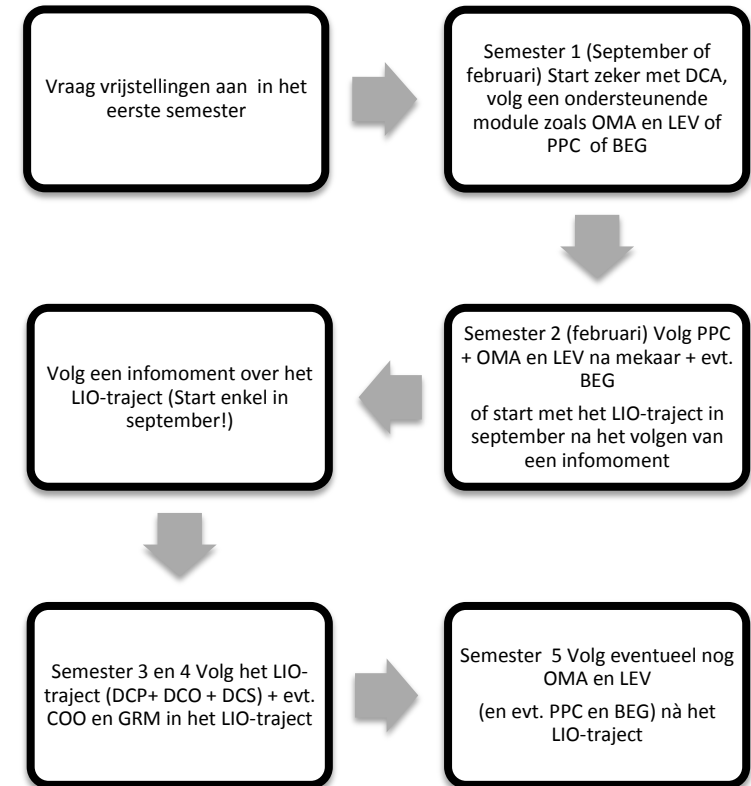 Vraag vrijstellingen aan in het
eerste semester
Semester 1 (September of
februari) Start zeker met DCA,
volg een ondersteunende
module zoals OMA en LEV of
PPC of BEG
Semester 2 (februari) Volg PPC
+ OMA en LEV na mekaar + evt.
BEG
of start met het LIO-traject in
september na het volgen van
een infomoment
Volg een infomoment over het
LIO-traject (Start enkel in
september!)
Semester 3 en 4 Volg het LIO-
traject (DCP+ DCO + DCS) + evt.
COO en GRM in het LIO-traject
Semester 5 Volg eventueel nog
OMA en LEV
(en evt. PPC en BEG) nà het
LIO-traject